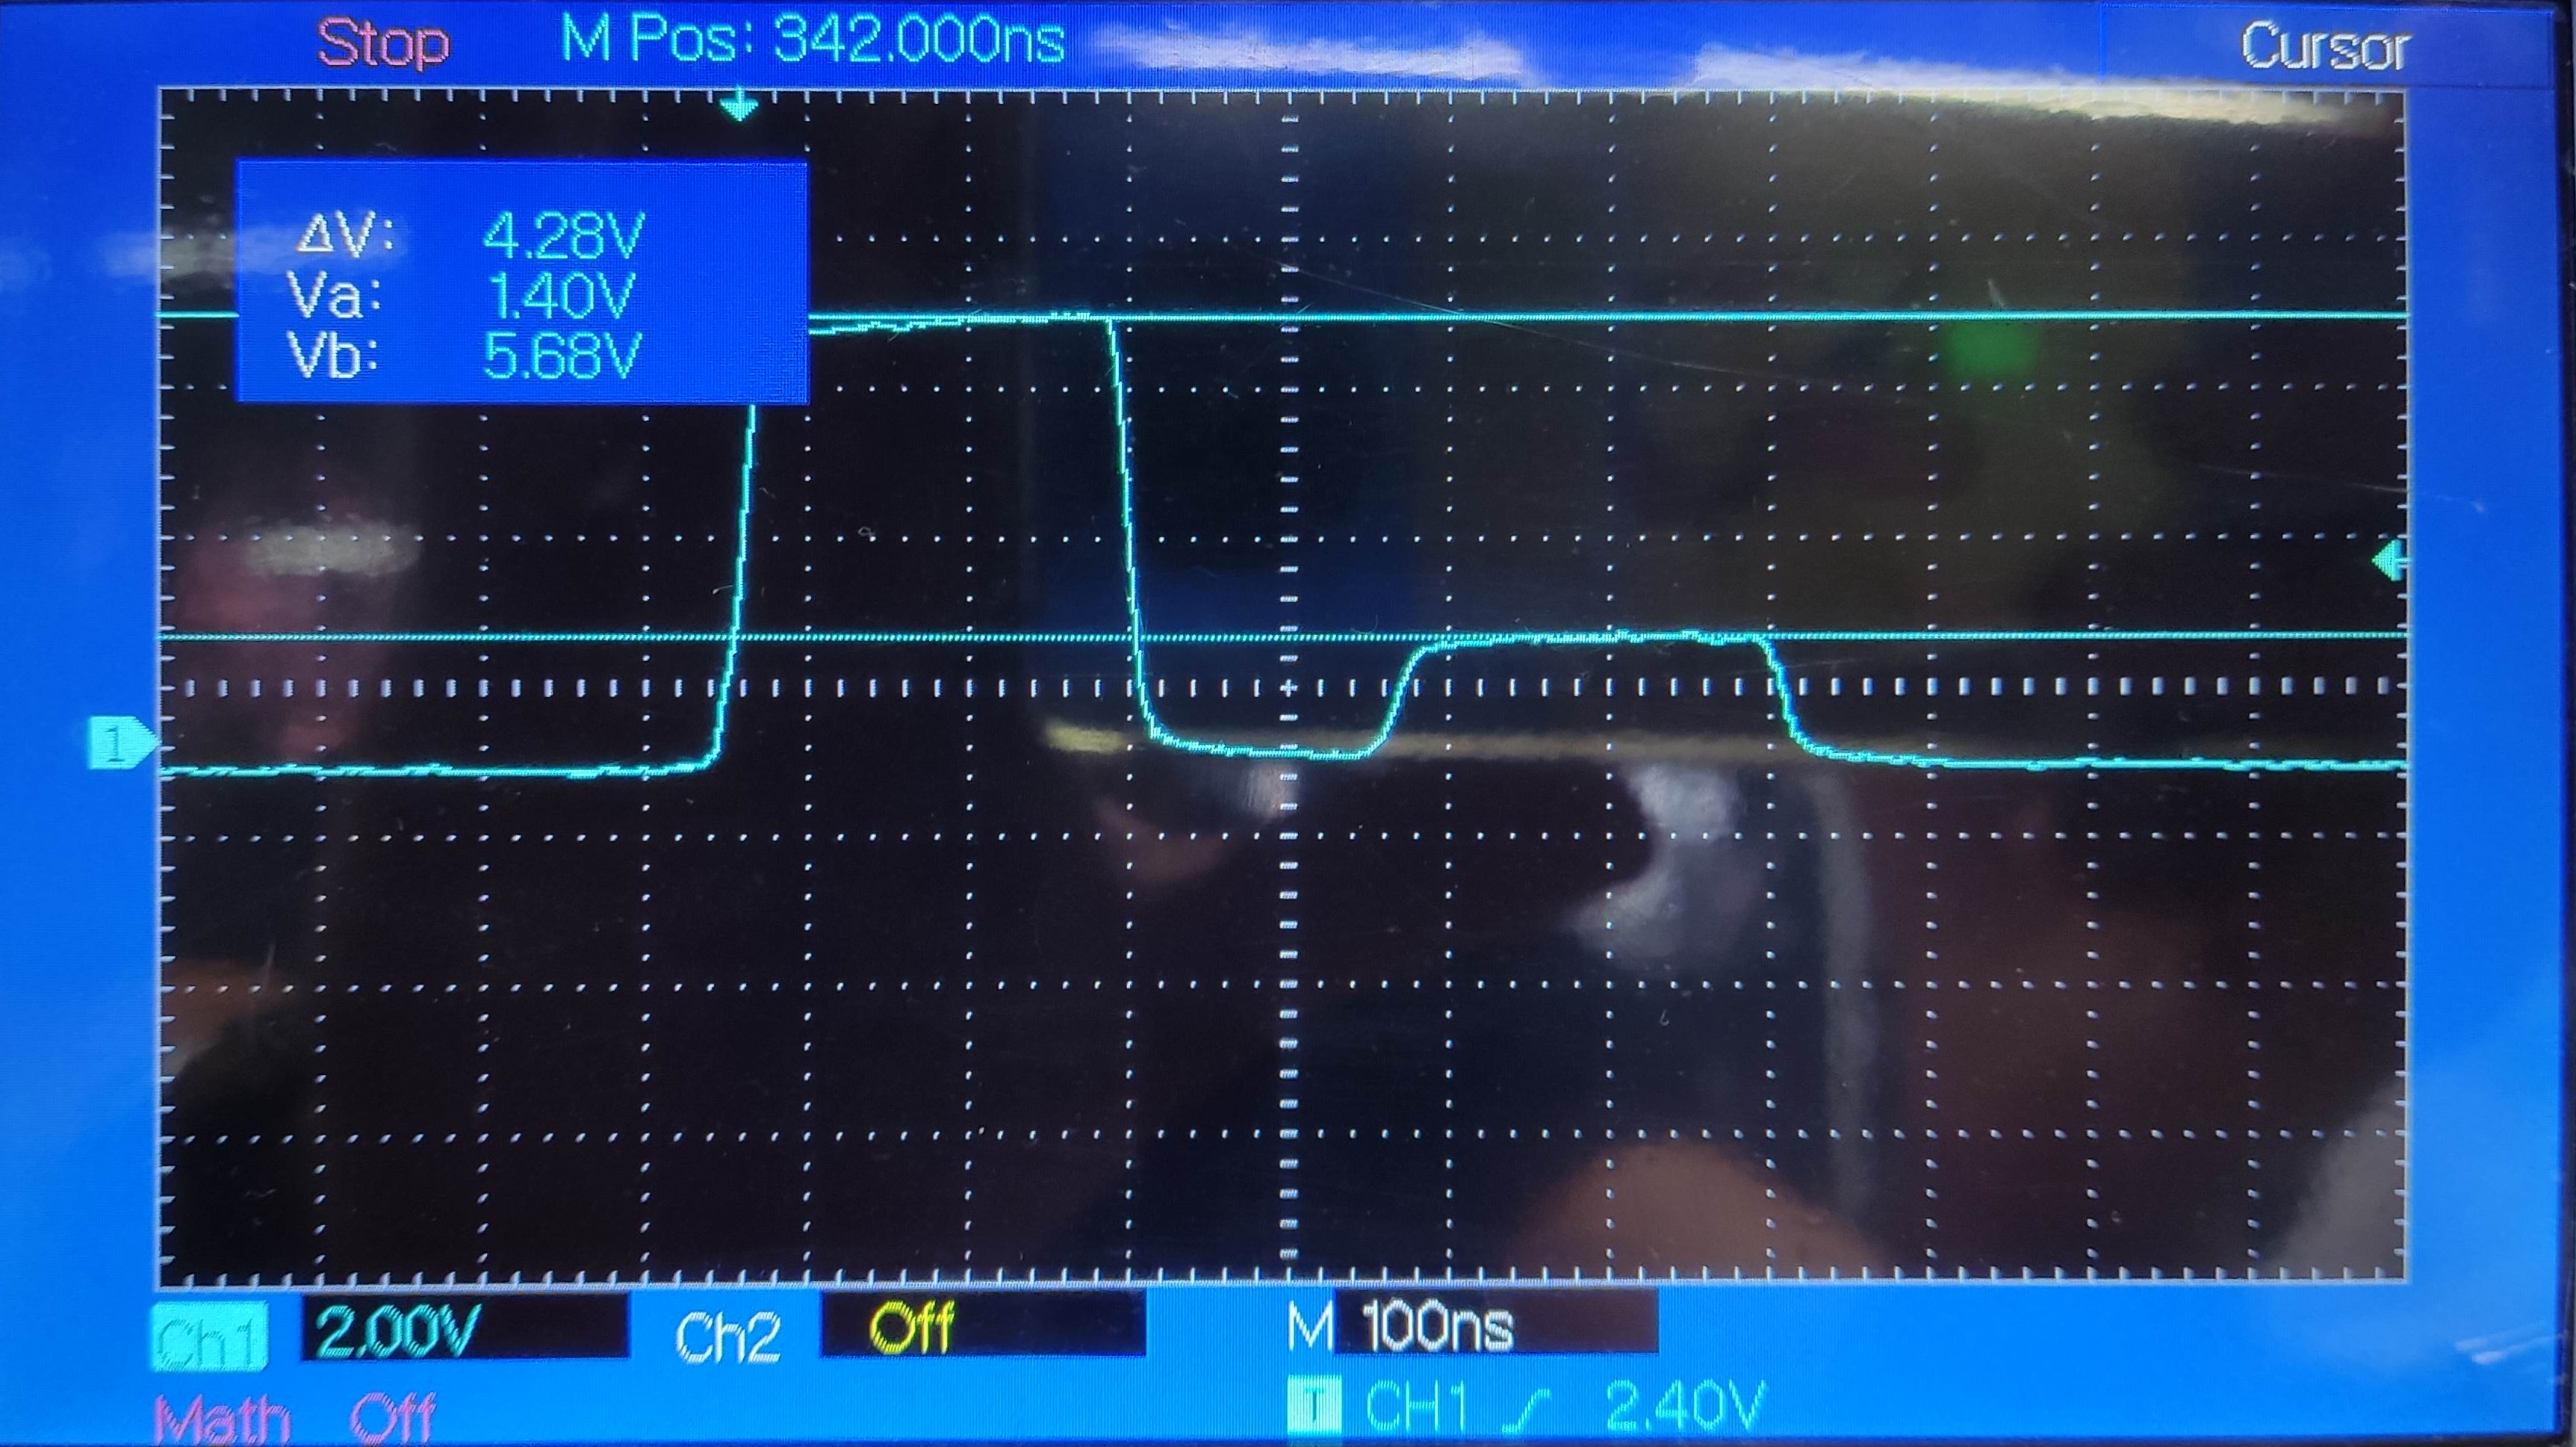 Stop M Pos: 342.000ns Cursor
ΔV: 4.28V
Va: 1.40V
Vb: 5.68V
1
Ch1 2.00V Ch2 Off M 100ns
Math Off T CH1 2.40V